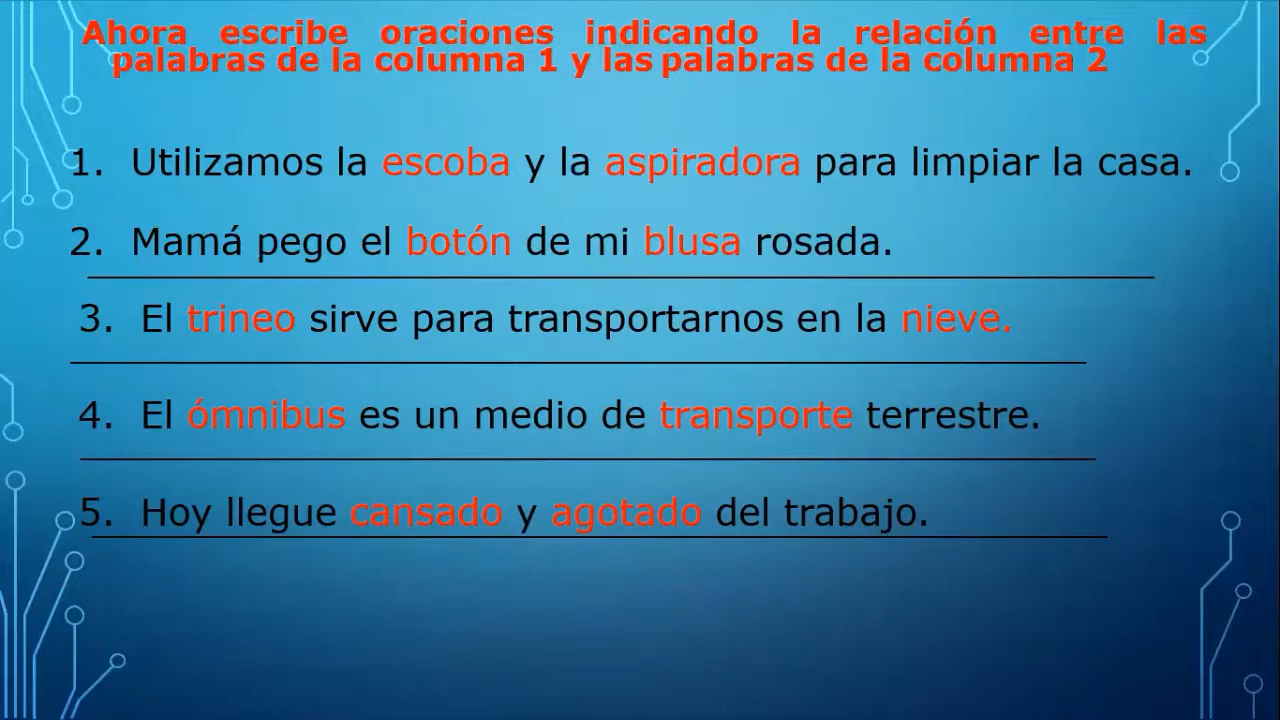 Ahora escribe oraciones indicando la relación entre las
palabras de la columna 1 y las palabras de la columna 2
1. Utilizamos la escoba y la aspiradora para limpiar la casa.
2. Mamá pego el botón de mi blusa rosada.
3. El trineo sirve para transportarnos en la nieve.
4. El ómnibus es un medio de transporte terrestre.
5. Hoy llegue cansado y agotado del trabajo.